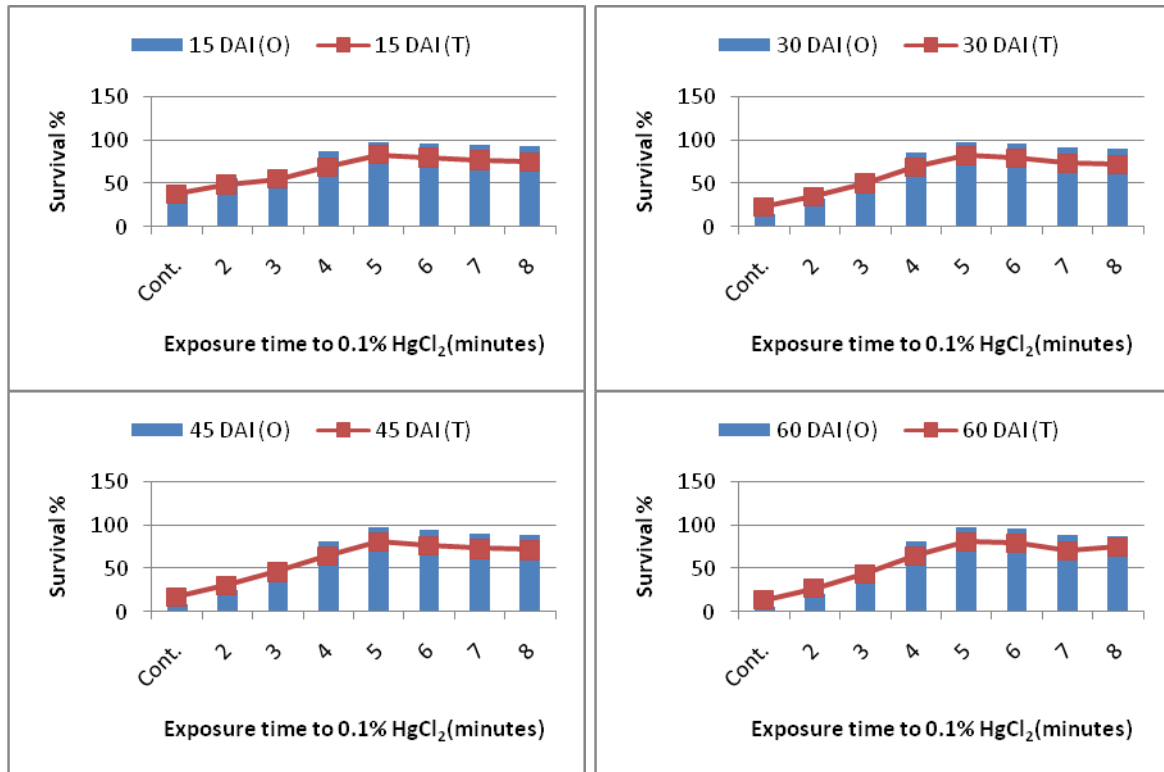 15 DAI (O) 15 DAI (T)
150
100
50
0
Survival %
Cont. 2 3 4 5 6 7 8
Exposure time to 0.1% HgCl₂(minutes)
30 DAI (O) 30 DAI (T)
150
100
50
0
Survival %
Cont. 2 3 4 5 6 7 8
Exposure time to 0.1% HgCl₂(minutes)
45 DAI (O) 45 DAI (T)
150
100
50
0
Survival %
Cont. 2 3 4 5 6 7 8
Exposure time to 0.1% HgCl₂(minutes)
60 DAI (O) 60 DAI (T)
150
100
50
0
Survival %
Cont. 2 3 4 5 6 7 8
Exposure time to 0.1% HgCl₂(minutes)